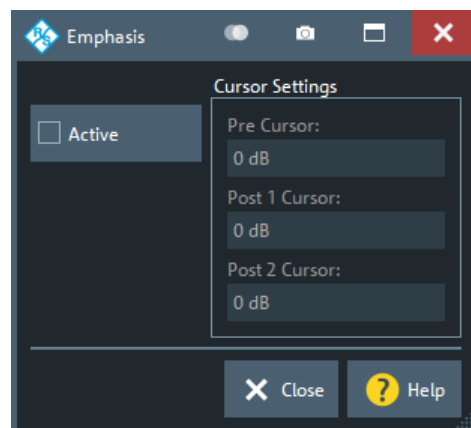 R&S Emphasis
Active
Cursor Settings
Pre Cursor:
0 dB
Post 1 Cursor:
0 dB
Post 2 Cursor:
0 dB
Close
? Help